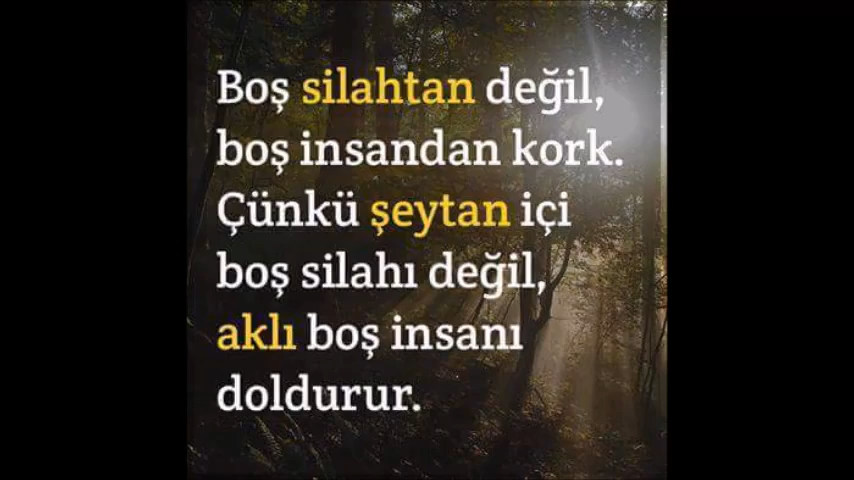 Boş silahtan değil,
boş insandan kork.
Çünkü şeytan içi
boş silahı değil,
aklı boş insanı
doldurur.